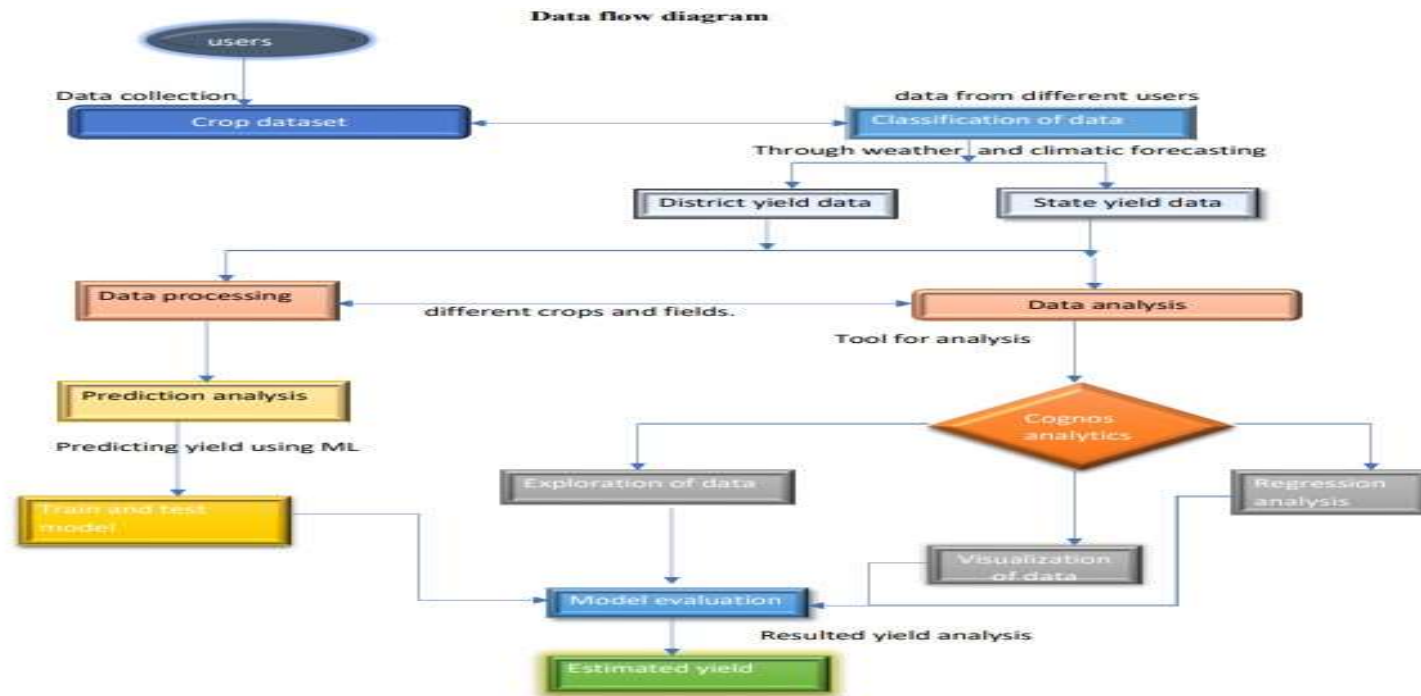 Data flow diagram
users
Data collection
data from different users
Crop dataset
Classification of data
Through weather and climatic forecasting
District yield data
State yield data
Data processing
different crops and fields.
Data analysis
Tool for analysis
Prediction analysis
Cognos
analytics
Predicting yield using ML
Exploration of data
Regression
analysis
Train and test
model
Visualization
of data
Model evaluation
Resulted yield analysis
Estimated yield